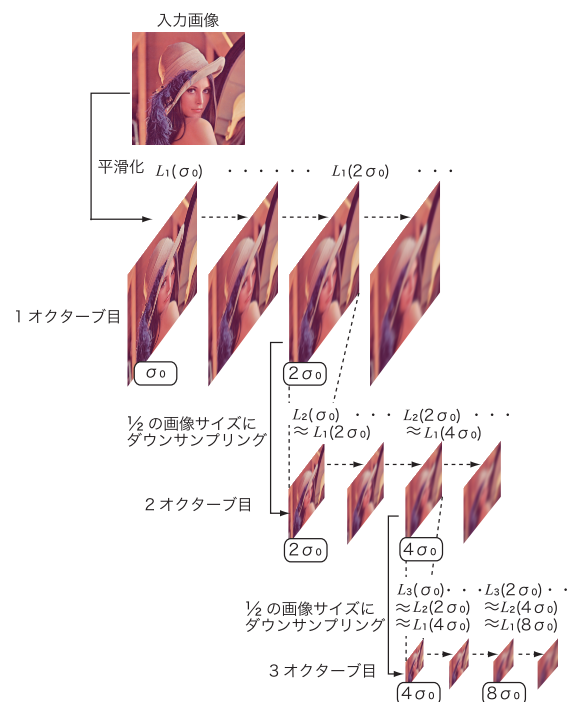 入力画像
平滑化
L₁(σ₀) · · · · · · L₁(2σ₀) · · ·
1オクターブ目
σ₀
2σ₀
½の画像サイズに
ダウンサンプリング
L₂(σ₀) · · · L₂(2σ₀) · · ·
≈ L₁(2σ₀) ≈ L₁(4σ₀)
2オクターブ目
2σ₀
4σ₀
½の画像サイズに
ダウンサンプリング
L₃(σ₀) · · · L₃(2σ₀) · ·
≈L₂(2σ₀) ≈L₂(4σ₀)
≈L₁(4σ₀) ≈L₁(8σ₀)
3オクターブ目
4σ₀
8σ₀